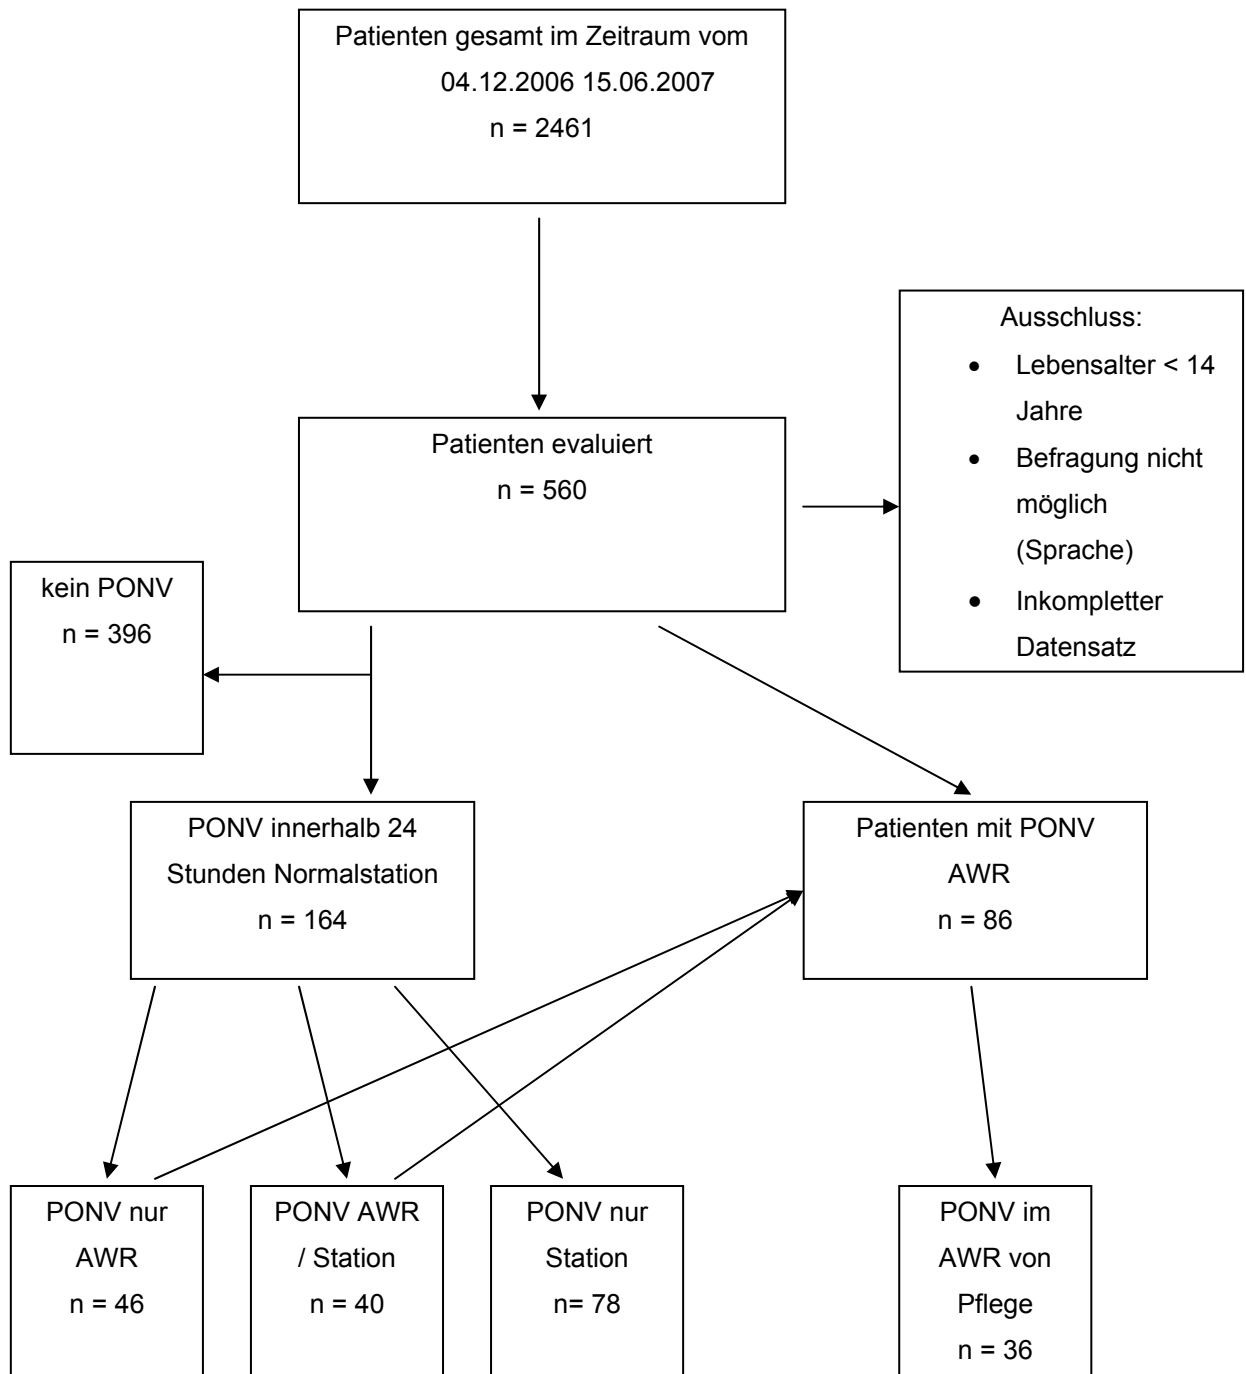 Patienten gesamt im Zeitraum vom
04.12.2006 15.06.2007
n = 2461
Ausschluss:
• Lebensalter < 14
Jahre
• Befragung nicht
möglich
(Sprache)
• Inkompletter
Datensatz
Patienten evaluiert
n = 560
kein PONV
n = 396
PONV innerhalb 24
Stunden Normalstation
n = 164
Patienten mit PONV
AWR
n = 86
PONV nur
AWR
n = 46
PONV AWR
/ Station
n = 40
PONV nur
Station
n= 78
PONV im
AWR von
Pflege
n = 36